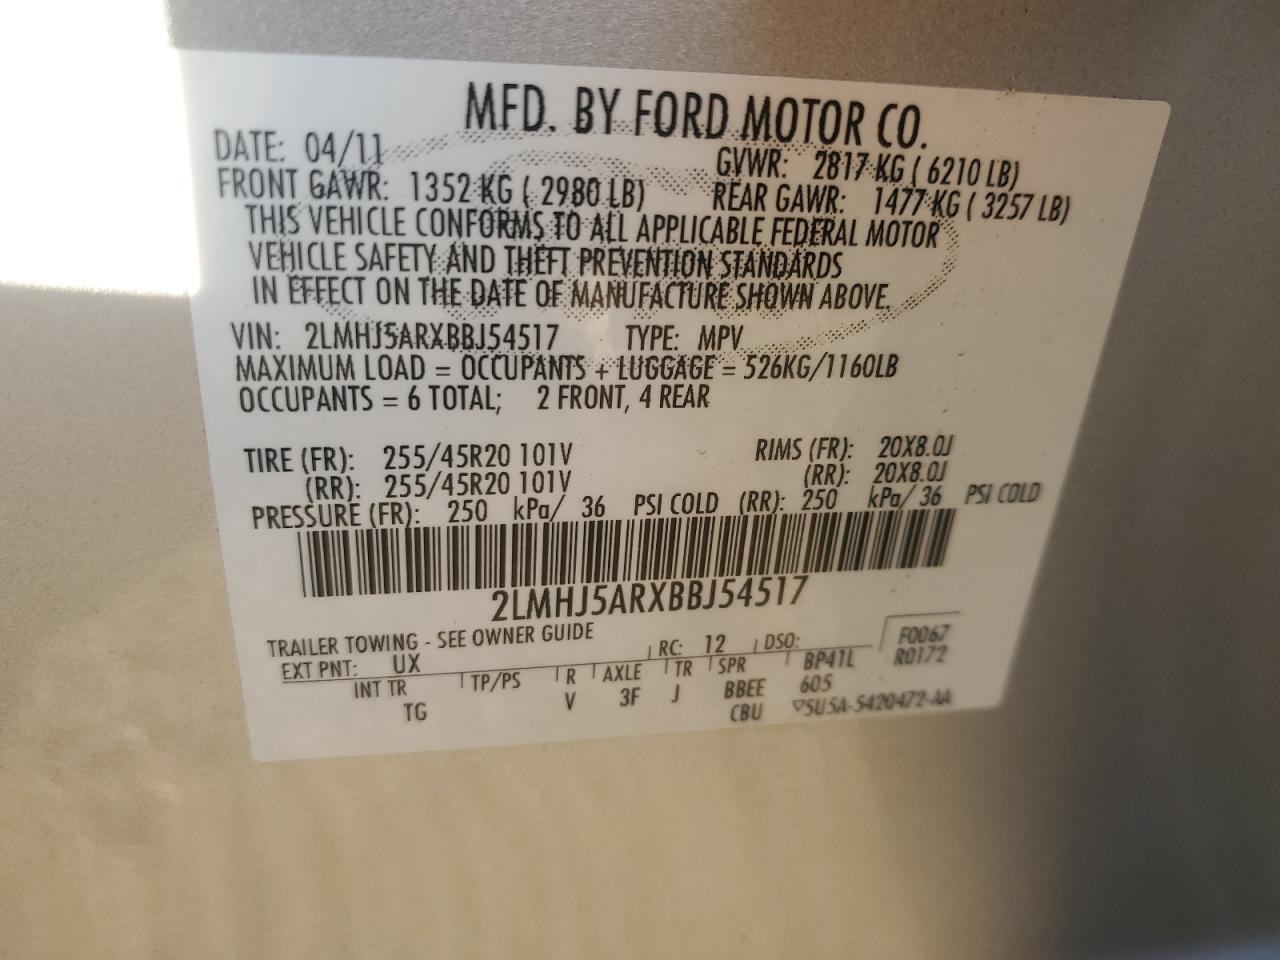 MFD. BY FORD MOTOR CO.
DATE: 04/11 GVWR: 2817 KG ( 6210 LB)
FRONT GAWR: 1352 KG ( 2980 LB) REAR GAWR: 1477 KG ( 3257 LB)
THIS VEHICLE CONFORMS TO ALL APPLICABLE FEDERAL MOTOR
VEHICLE SAFETY AND THEFT PREVENTION STANDARDS
IN EFFECT ON THE DATE OF MANUFACTURE SHOWN ABOVE.
VIN: 2LMHJ5ARXBBJ54517 TYPE: MPV
MAXIMUM LOAD = OCCUPANTS + LUGGAGE = 526KG/1160LB
OCCUPANTS = 6 TOTAL; 2 FRONT, 4 REAR
TIRE (FR): 255/45R20 101V RIMS (FR): 20X8.0J
(RR): 255/45R20 101V (RR): 20X8.0J
PRESSURE (FR): 250 kPa/ 36 PSI COLD (RR): 250 kPa/ 36 PSI COLD
2LMHJ5ARXBBJ54517
TRAILER TOWING - SEE OWNER GUIDE
EXT PNT: UX RC: 12 DSO: F0067
R0172
INT TR TP/PS R AXLE TR SPR BP41L
TG V 3F J BBEE 605
CBU ▽5U5A-5420472-AA